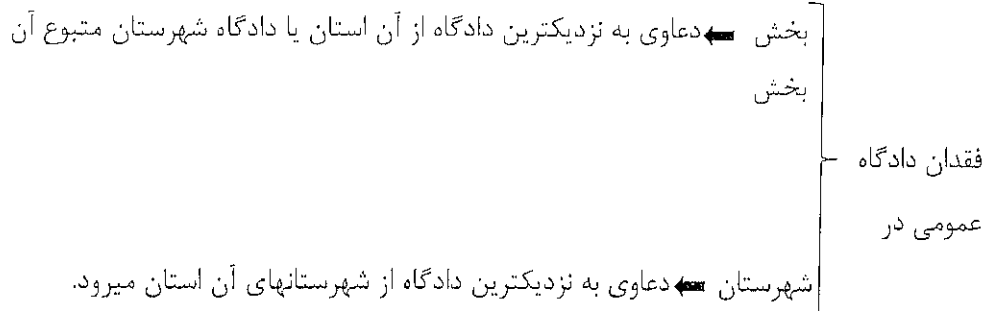 بخش ⬅دعاوی به نزدیکترین دادگاه از آن استان یا دادگاه شهرستان متبوع آن
بخش
فقدان دادگاه
عمومی در
شهرستان ⬅دعاوی به نزدیکترین دادگاه از شهرستانهای آن استان میرود.